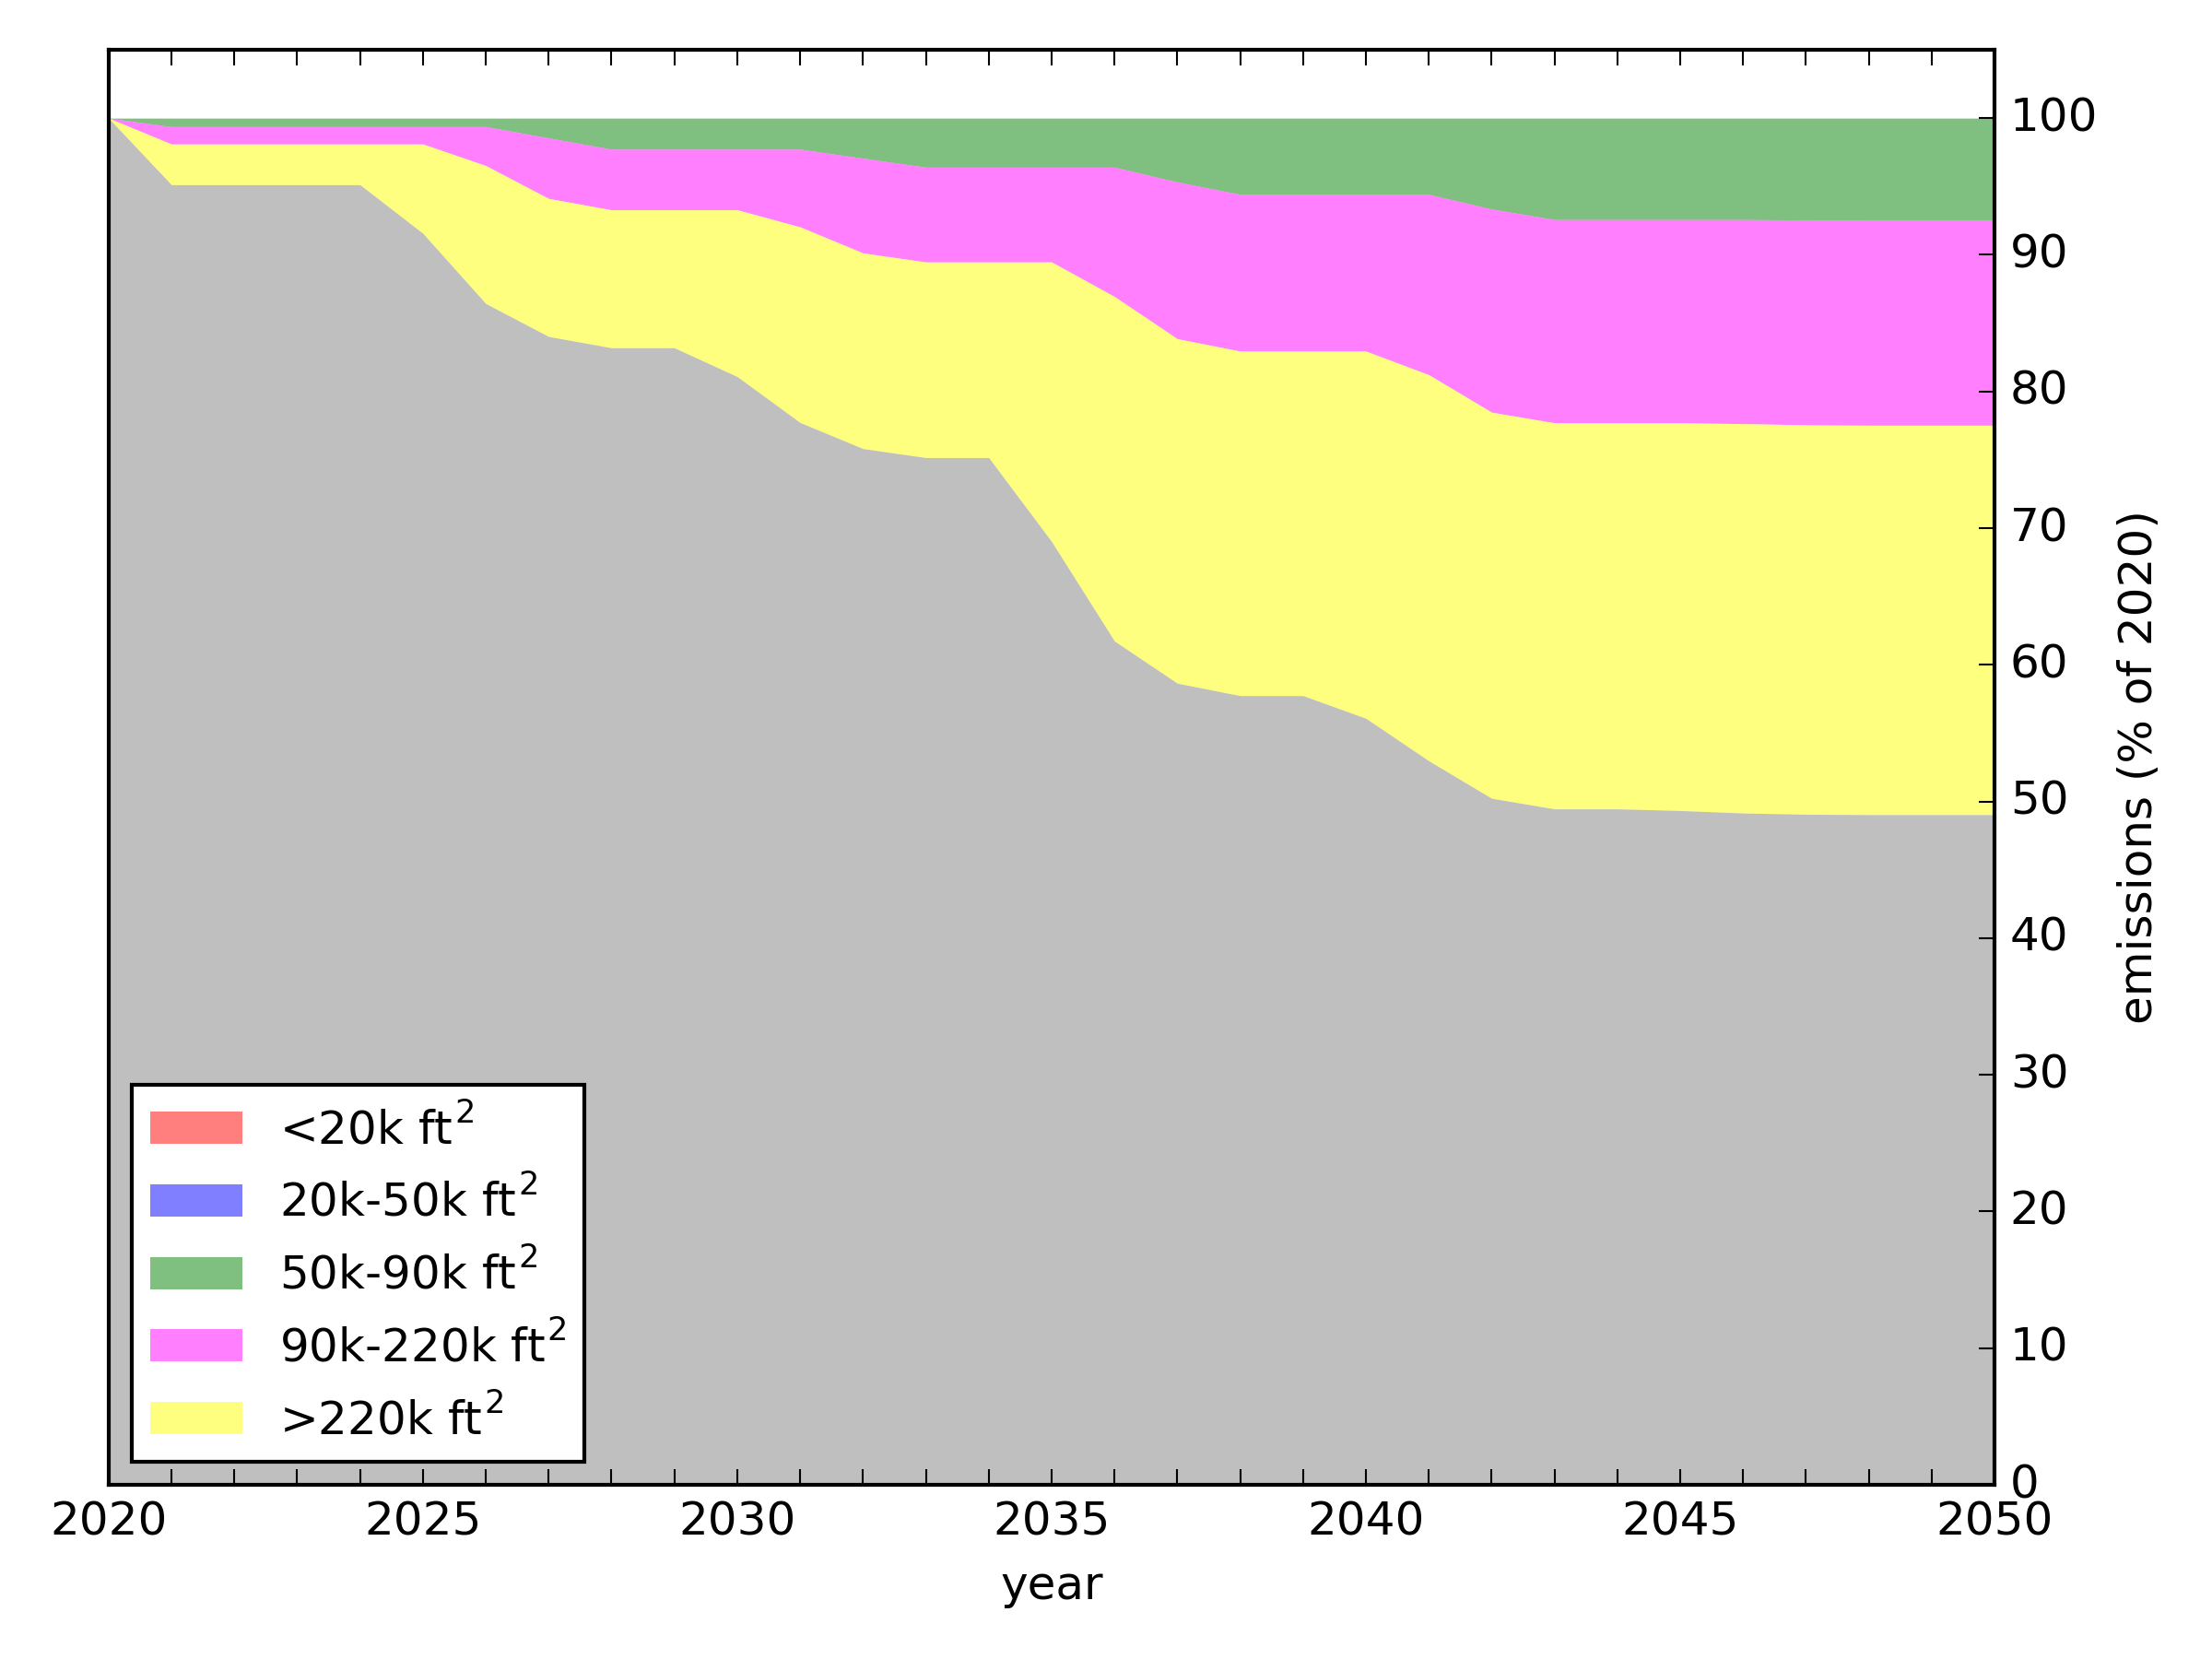 100
90
80
70
60
50
40
30
20
10
0
emissions (% of 2020)
<20k ft²
20k-50k ft²
50k-90k ft²
90k-220k ft²
>220k ft²
2020 2025 2030 2035 2040 2045 2050
year